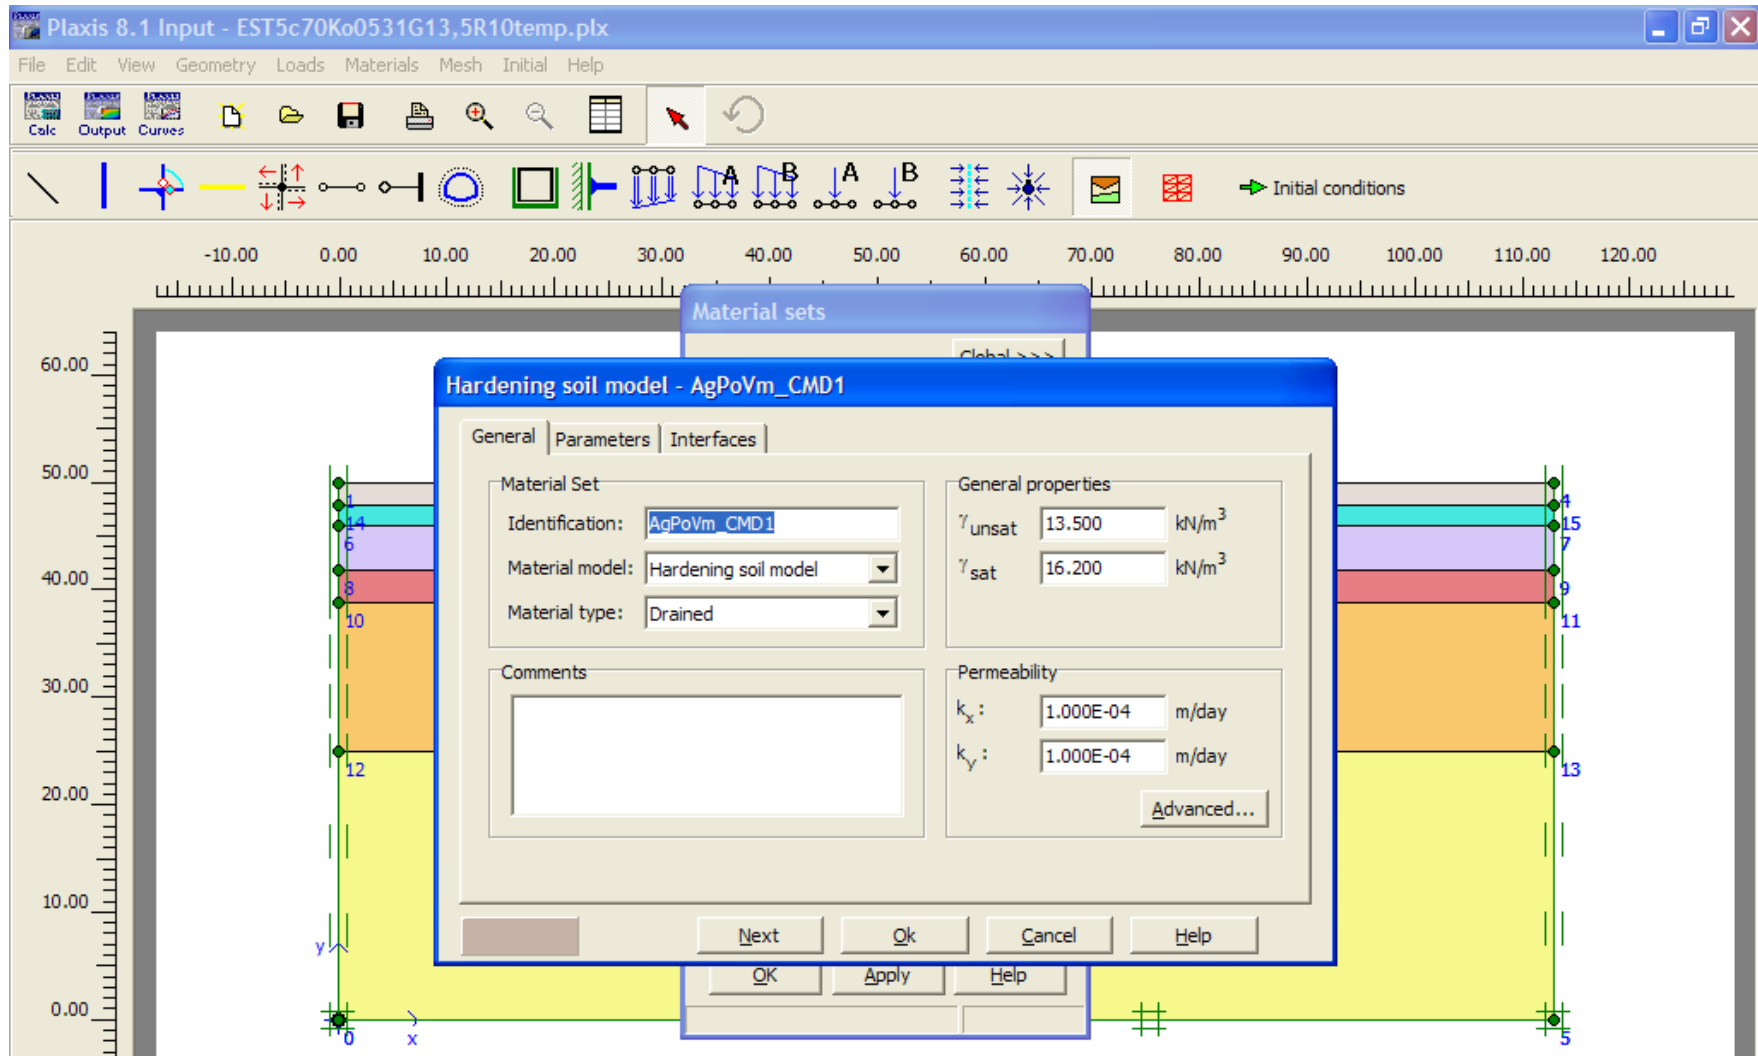 Plaxis 8.1 Input - EST5c70Ko0531G13,5R10temp.plx
File Edit View Geometry Loads Materials Mesh Initial Help
Calc Output Curves
A B A B Initial conditions
-10.00 0.00 10.00 20.00 30.00 40.00 50.00 60.00 70.00 80.00 90.00 100.00 110.00 120.00
Material sets
Global >>>
60.00
50.00
40.00
30.00
20.00
10.00
0.00
Hardening soil model - AgPoVm_CMD1
General Parameters Interfaces
Material Set
Identification: AgPoVm_CMD1
Material model: Hardening soil model
Material type: Drained
General properties
γunsat 13.500 kN/m³
γsat 16.200 kN/m³
Comments
Permeability
kx : 1.000E-04 m/day
ky : 1.000E-04 m/day
Advanced...
Next Ok Cancel Help
OK Apply Help
1 4
14 15
6 7
8 9
10 11
12 13
y
0 x 5